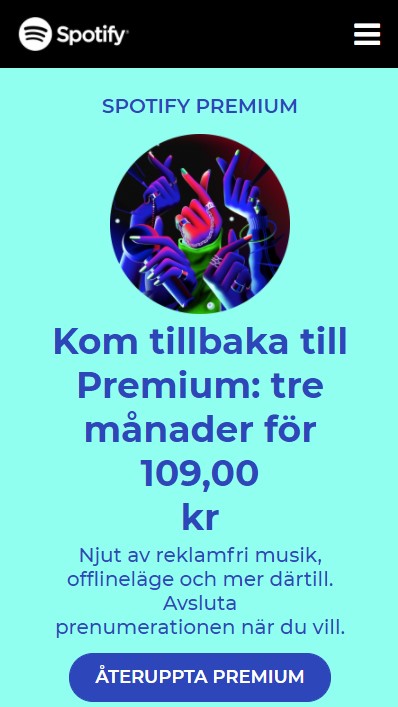 Spotify
SPOTIFY PREMIUM
Kom tillbaka till
Premium: tre
månader för
109,00
kr
Njut av reklamfri musik,
offlineläge och mer därtill.
Avsluta
prenumerationen när du vill.
ÅTERUPPTA PREMIUM